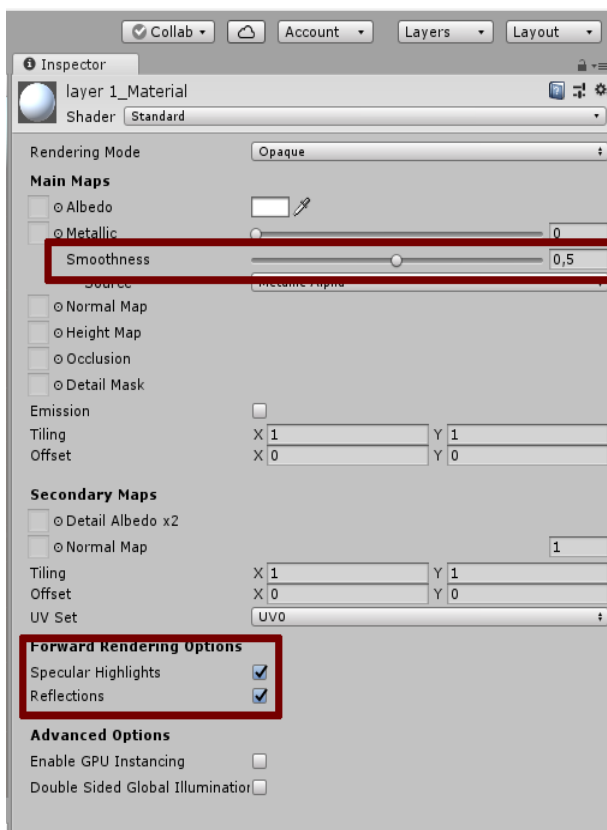 Collab Account Layers Layout
Inspector
layer 1_Material
Shader Standard
Rendering Mode Opaque
Main Maps
Albedo
Metallic 0
Smoothness 0,5
Source Metallic Alpha
Normal Map
Height Map
Occlusion
Detail Mask
Emission
Tiling X 1 Y 1
Offset X 0 Y 0
Secondary Maps
Detail Albedo x2
Normal Map 1
Tiling X 1 Y 1
Offset X 0 Y 0
UV Set UV0
Forward Rendering Options
Specular Highlights
Reflections
Advanced Options
Enable GPU Instancing
Double Sided Global Illumination